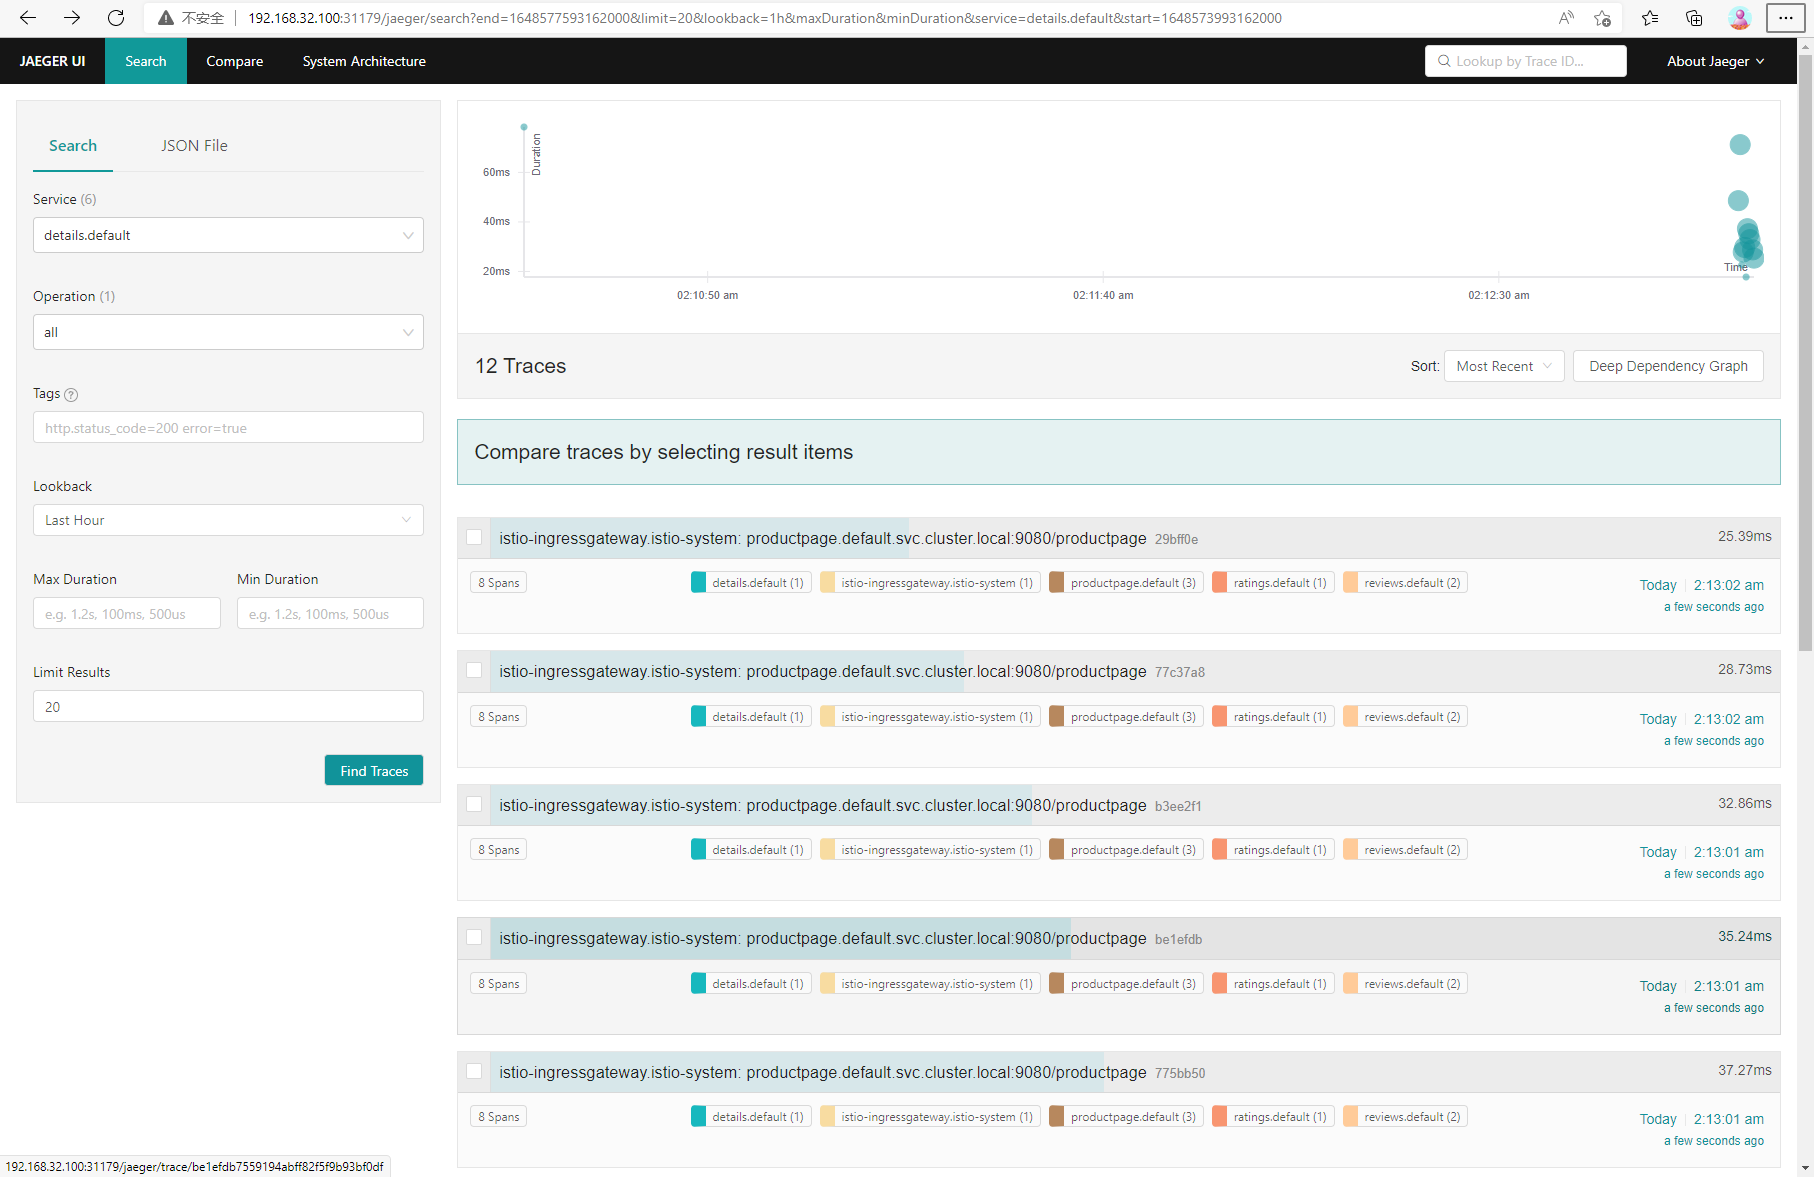 不安全 192.168.32.100:31179/jaeger/search?end=1648577593162000&limit=20&lookback=1h&maxDuration&minDuration&service=details.default&start=1648573993162000
JAEGER UI Search Compare System Architecture Lookup by Trace ID... About Jaeger
Search JSON File
Service (6)
details.default
Operation (1)
all
Tags
http.status_code=200 error=true
Lookback
Last Hour
Max Duration Min Duration
e.g. 1.2s, 100ms, 500us e.g. 1.2s, 100ms, 500us
Limit Results
20
Find Traces
Duration
60ms
40ms
20ms
Time
02:10:50 am 02:11:40 am 02:12:30 am
12 Traces Sort: Most Recent Deep Dependency Graph
Compare traces by selecting result items
istio-ingressgateway.istio-system: productpage.default.svc.cluster.local:9080/productpage 29bff0e 25.39ms
8 Spans details.default (1) istio-ingressgateway.istio-system (1) productpage.default (3) ratings.default (1) reviews.default (2) Today 2:13:02 am
a few seconds ago
istio-ingressgateway.istio-system: productpage.default.svc.cluster.local:9080/productpage 77c37a8 28.73ms
8 Spans details.default (1) istio-ingressgateway.istio-system (1) productpage.default (3) ratings.default (1) reviews.default (2) Today 2:13:02 am
a few seconds ago
istio-ingressgateway.istio-system: productpage.default.svc.cluster.local:9080/productpage b3ee2f1 32.86ms
8 Spans details.default (1) istio-ingressgateway.istio-system (1) productpage.default (3) ratings.default (1) reviews.default (2) Today 2:13:01 am
a few seconds ago
istio-ingressgateway.istio-system: productpage.default.svc.cluster.local:9080/productpage be1efdb 35.24ms
8 Spans details.default (1) istio-ingressgateway.istio-system (1) productpage.default (3) ratings.default (1) reviews.default (2) Today 2:13:01 am
a few seconds ago
istio-ingressgateway.istio-system: productpage.default.svc.cluster.local:9080/productpage 775bb50 37.27ms
8 Spans details.default (1) istio-ingressgateway.istio-system (1) productpage.default (3) ratings.default (1) reviews.default (2) Today 2:13:01 am
a few seconds ago
192.168.32.100:31179/jaeger/trace/be1efdb7559194abff82f5f9b93bf0df